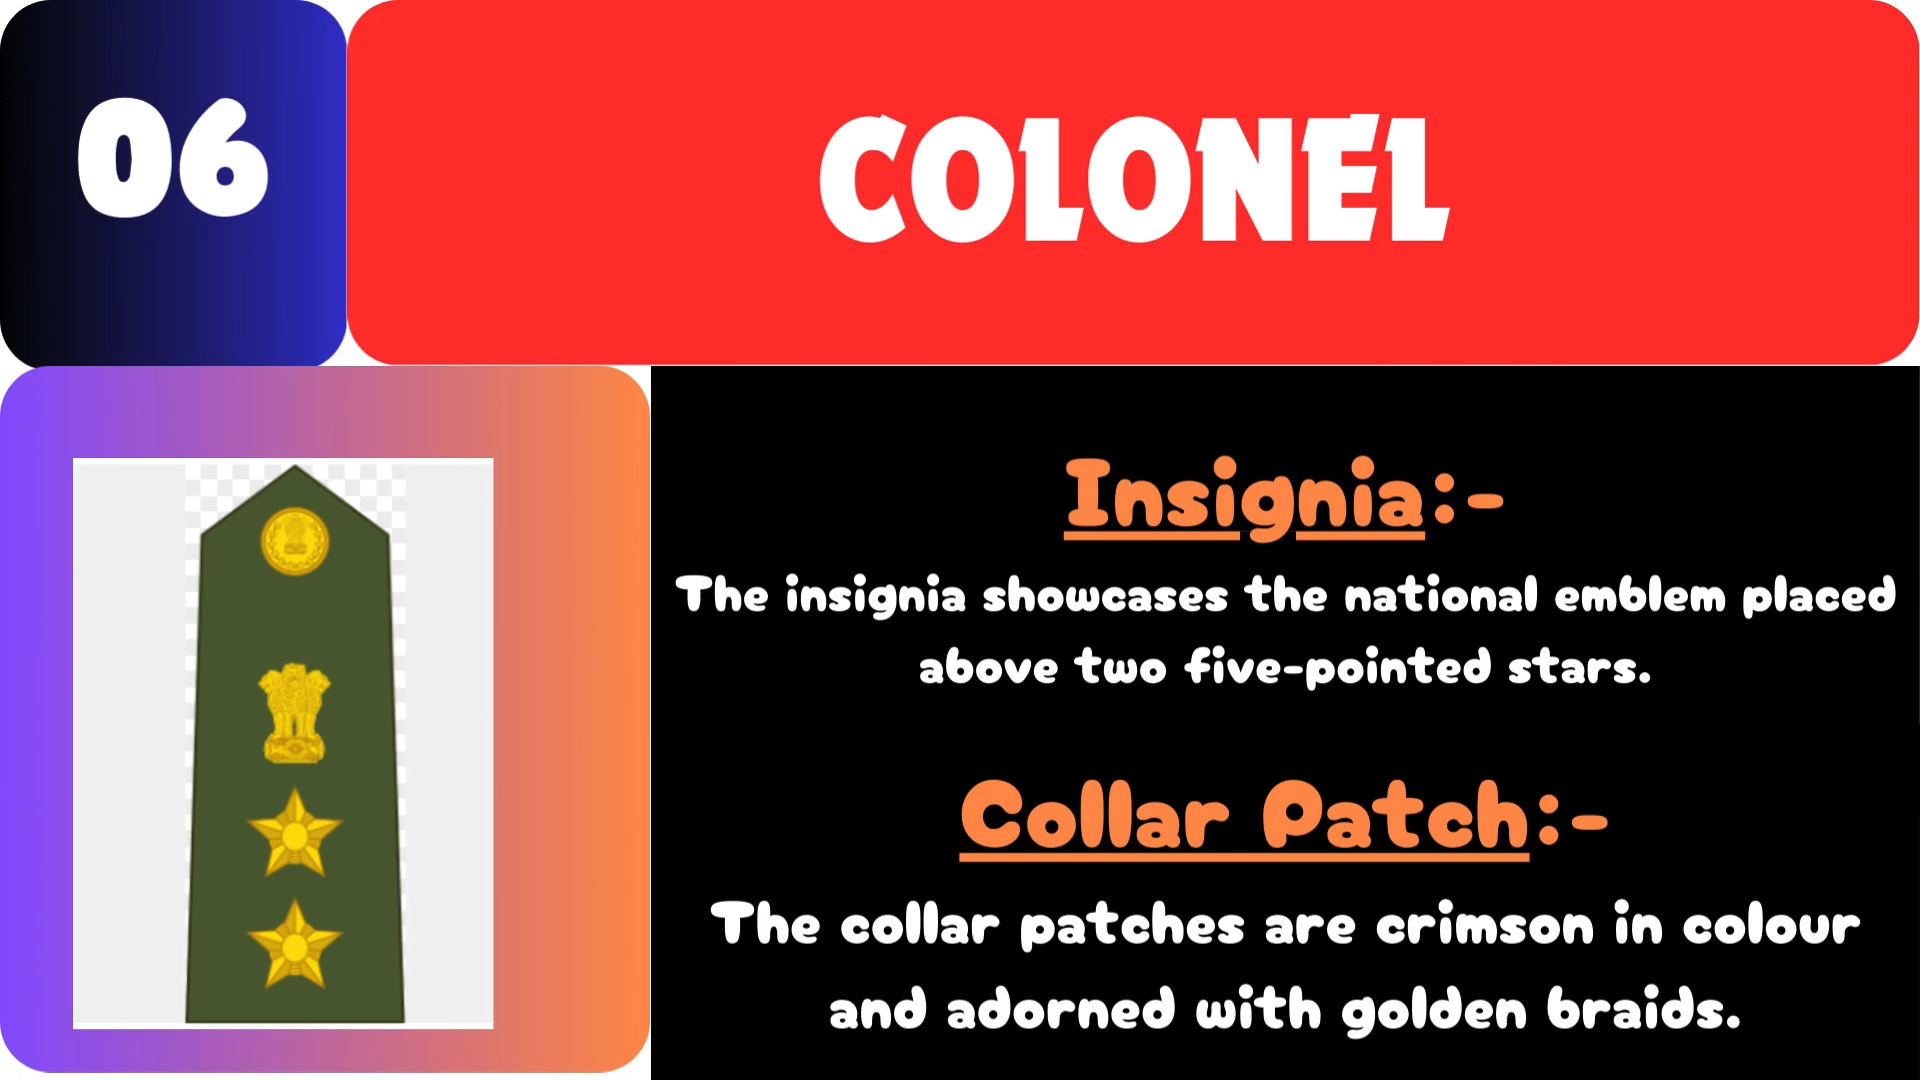 06
COLONEL
Insignia:-
The insignia showcases the national emblem placed
above two five-pointed stars.
Collar Patch:-
The collar patches are crimson in colour
and adorned with golden braids.